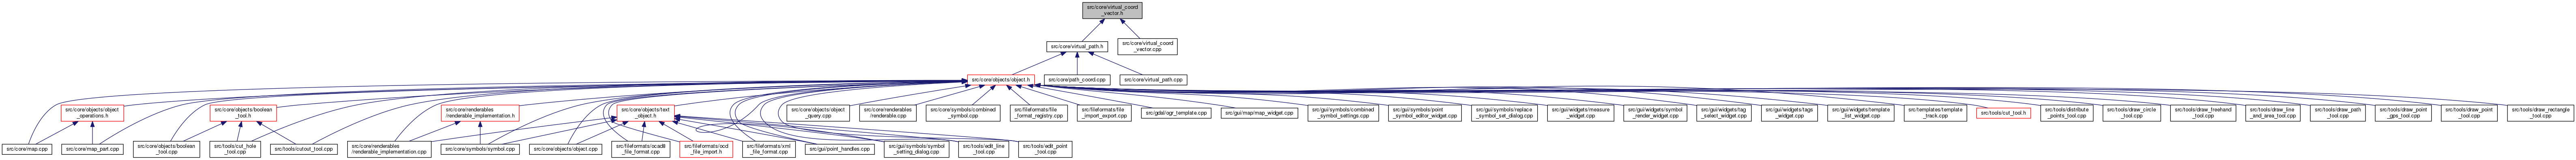 src/core/virtual_coord
_vector.h
src/core/virtual_path.h
src/core/virtual_coord
_vector.cpp
src/core/objects/object.h
src/core/path_coord.cpp
src/core/virtual_path.cpp
src/core/objects/object
_operations.h
src/core/objects/boolean
_tool.h
src/core/renderables
/renderable_implementation.h
src/core/objects/text
_object.h
src/core/objects/object
_query.cpp
src/core/renderables
/renderable.cpp
src/core/symbols/combined
_symbol.cpp
src/fileformats/file
_format_registry.cpp
src/fileformats/file
_import_export.cpp
src/gdal/ogr_template.cpp
src/gui/map/map_widget.cpp
src/gui/symbols/combined
_symbol_settings.cpp
src/gui/symbols/point
_symbol_editor_widget.cpp
src/gui/symbols/replace
_symbol_set_dialog.cpp
src/gui/widgets/measure
_widget.cpp
src/gui/widgets/symbol
_render_widget.cpp
src/gui/widgets/tag
_select_widget.cpp
src/gui/widgets/tags
_widget.cpp
src/gui/widgets/template
_list_widget.cpp
src/templates/template
_track.cpp
src/tools/cut_tool.h
src/tools/distribute
_points_tool.cpp
src/tools/draw_circle
_tool.cpp
src/tools/draw_freehand
_tool.cpp
src/tools/draw_line
_and_area_tool.cpp
src/tools/draw_path
_tool.cpp
src/tools/draw_point
_gps_tool.cpp
src/tools/draw_point
_tool.cpp
src/tools/draw_rectangle
_tool.cpp
src/core/map.cpp
src/core/map_part.cpp
src/core/objects/boolean
_tool.cpp
src/tools/cut_hole
_tool.cpp
src/tools/cutout_tool.cpp
src/core/renderables
/renderable_implementation.cpp
src/core/symbols/symbol.cpp
src/core/objects/object.cpp
src/fileformats/ocad8
_file_format.cpp
src/fileformats/ocd
_file_import.h
src/fileformats/xml
_file_format.cpp
src/gui/point_handles.cpp
src/gui/symbols/symbol
_setting_dialog.cpp
src/tools/edit_line
_tool.cpp
src/tools/edit_point
_tool.cpp